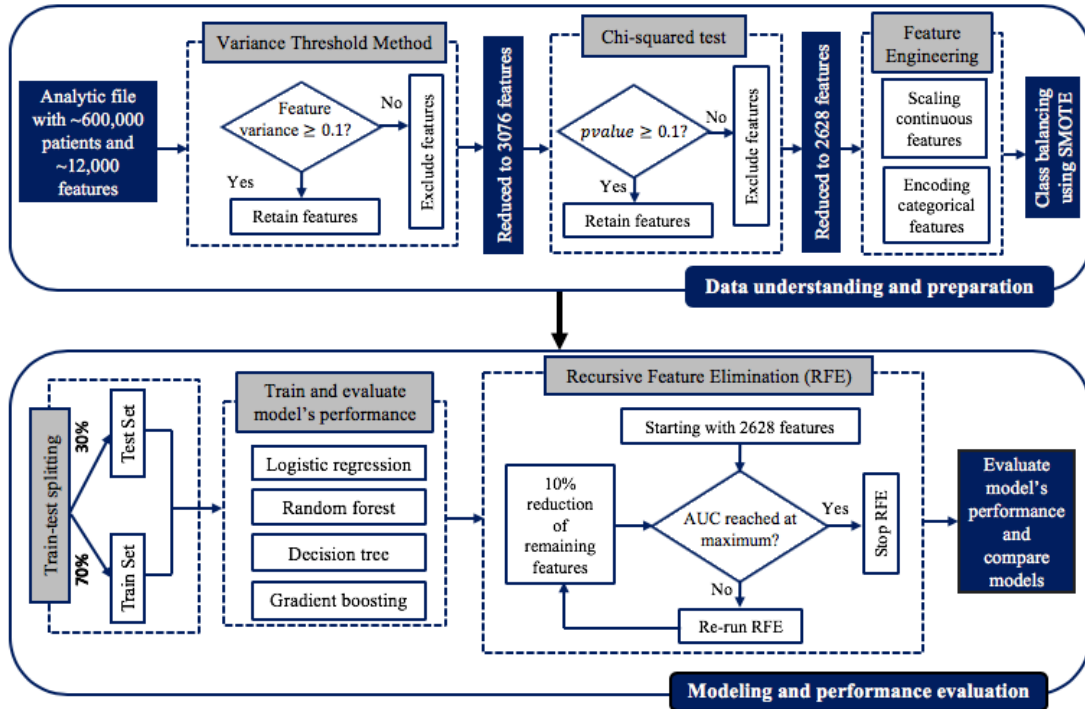 Variance Threshold Method
Chi-squared test
Feature
Engineering
Analytic file
with ~600,000
patients and
~12,000
features
Feature
variance ≥ 0.1?
No
Yes
Retain features
Exclude features
Reduced to 3076 features
pvalue ≥ 0.1?
No
Yes
Retain features
Exclude features
Reduced to 2628 features
Scaling
continuous
features
Encoding
categorical
features
Class balancing
using SMOTE
Data understanding and preparation
Train-test splitting
30%
70%
Test Set
Train Set
Train and evaluate
model's performance
Logistic regression
Random forest
Decision tree
Gradient boosting
Recursive Feature Elimination (RFE)
Starting with 2628 features
10%
reduction of
remaining
features
AUC reached at
maximum?
Yes
Stop RFE
No
Re-run RFE
Evaluate
model's
performance
and
compare
models
Modeling and performance evaluation